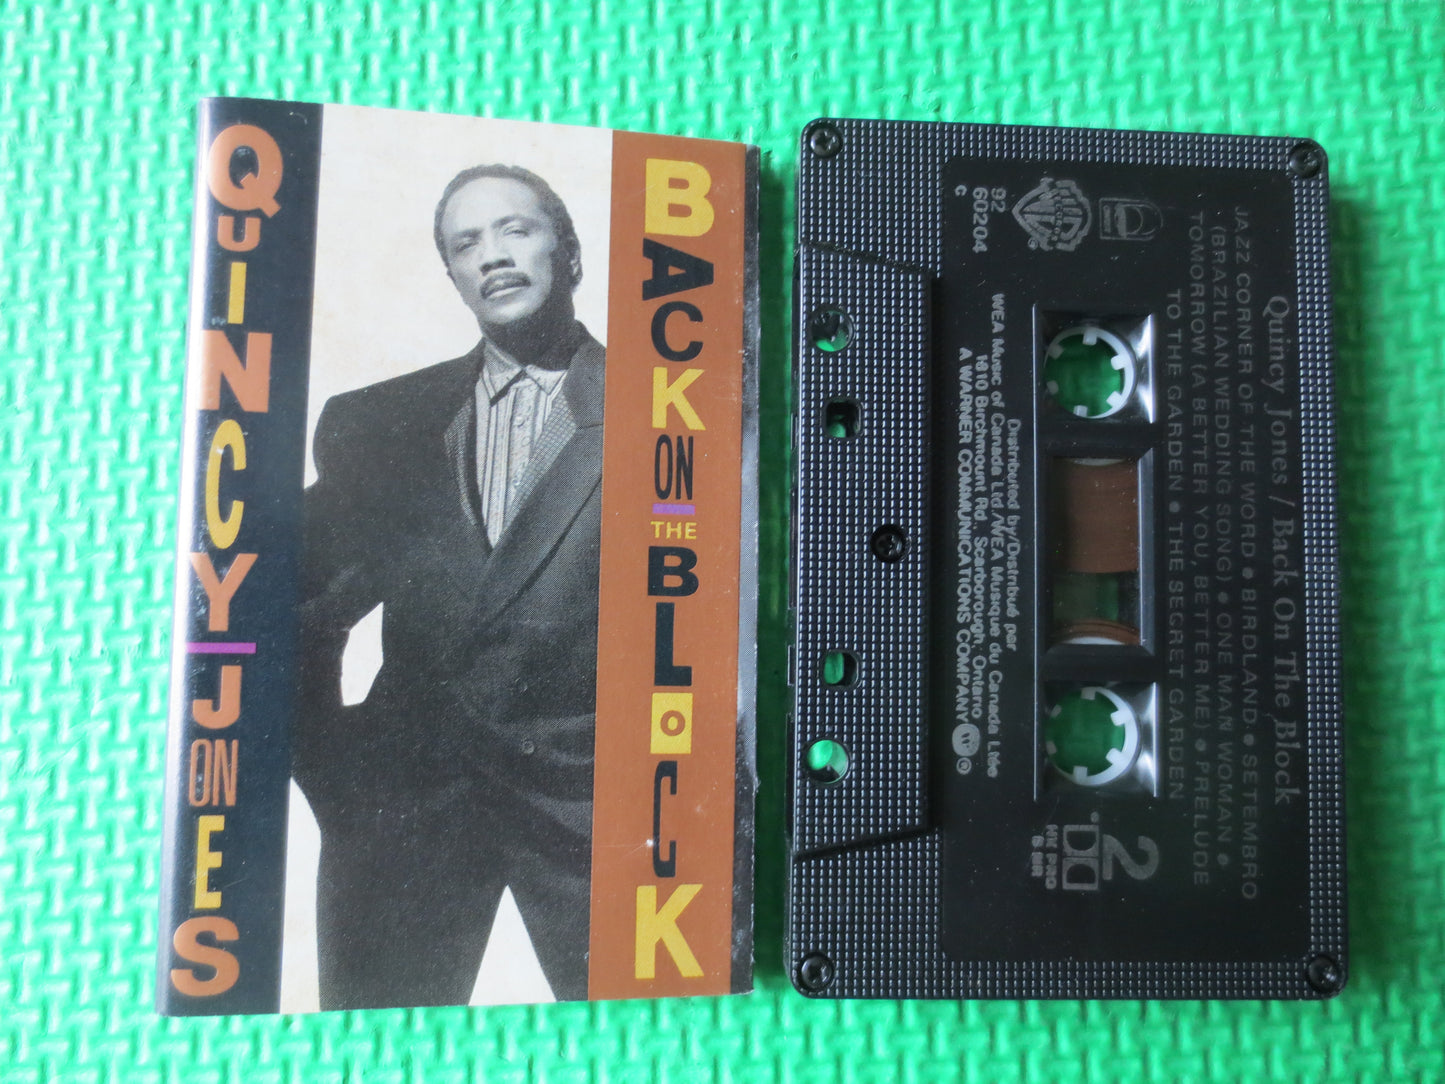 QUINCY JONES
BACK ON THE BLOCK
Quincy Jones / Back On The Block
JAZZ CORNER OF THE WORD • BIRDLAND • SETEMBRO
(BRAZILIAN WEDDING SONG) • ONE MAN WOMAN •
TOMORROW (A BETTER YOU, BETTER ME) • PRELUDE
TO THE GARDEN • THE SECRET GARDEN
92
60204
C
2
HX PRO
B NR
Distributed by/Distribué par
WEA Music of Canada Ltd./WEA Musique du Canada Ltée
1810 Birchmount Rd., Scarborough, Ontario
A WARNER COMMUNICATIONS COMPANY